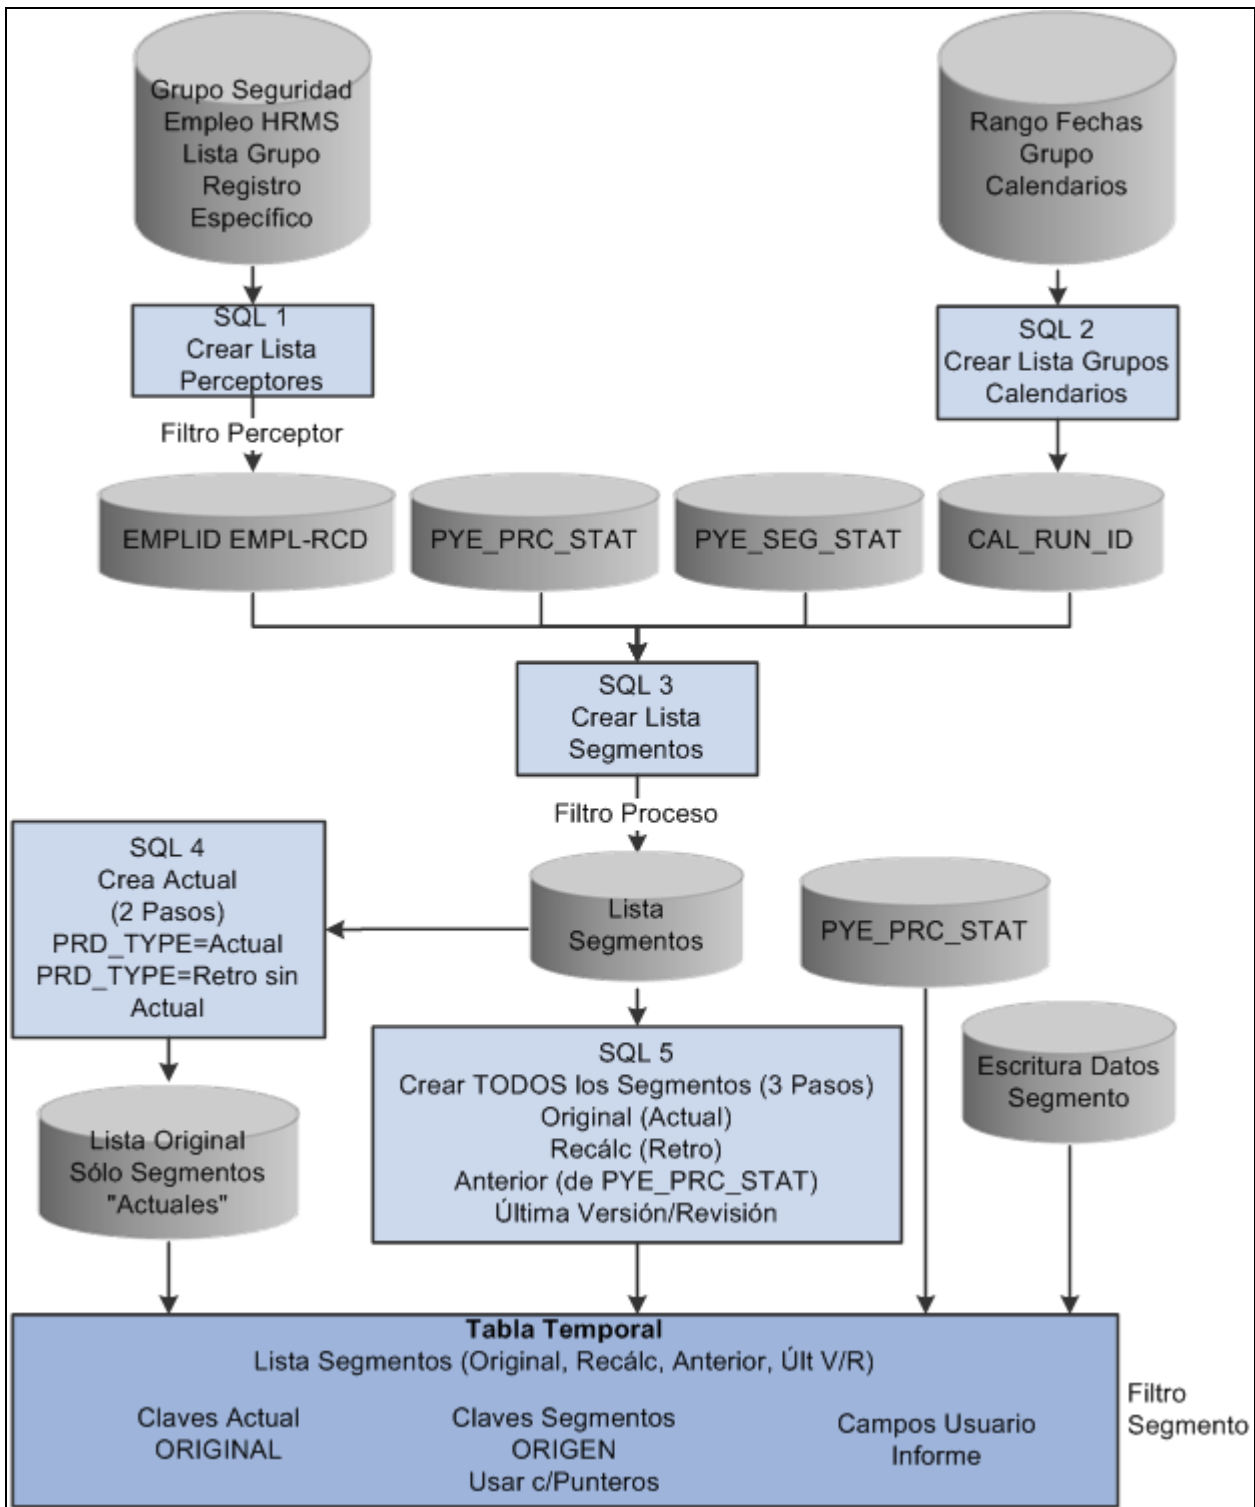 Grupo Seguridad
Empleo HRMS
Lista Grupo
Registro
Específico
Rango Fechas
Grupo
Calendarios
SQL 1
Crear Lista
Perceptores
SQL 2
Crear Lista Grupos
Calendarios
Filtro Perceptor
EMPLID EMPL-RCD
PYE_PRC_STAT
PYE_SEG_STAT
CAL_RUN_ID
SQL 3
Crear Lista
Segmentos
Filtro Proceso
SQL 4
Crea Actual
(2 Pasos)
PRD_TYPE=Actual
PRD_TYPE=Retro sin
Actual
Lista
Segmentos
PYE_PRC_STAT
Escritura Datos
Segmento
SQL 5
Crear TODOS los Segmentos (3 Pasos)
Original (Actual)
Recálc (Retro)
Anterior (de PYE_PRC_STAT)
Última Versión/Revisión
Lista Original
Sólo Segmentos
"Actuales"
Tabla Temporal
Lista Segmentos (Original, Recálc, Anterior, Últ V/R)
Claves Actual
ORIGINAL
Claves Segmentos
ORIGEN
Usar c/Punteros
Campos Usuario
Informe
Filtro
Segmento